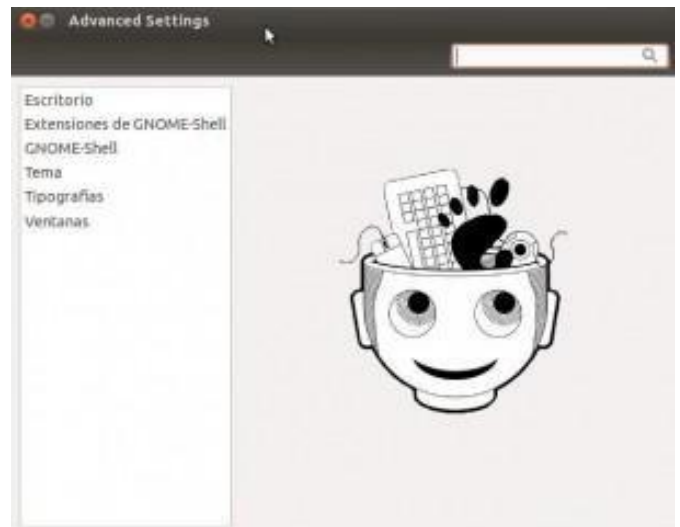 Advanced Settings
Escritorio
Extensiones de GNOME-Shell
GNOME-Shell
Tema
Tipografías
Ventanas